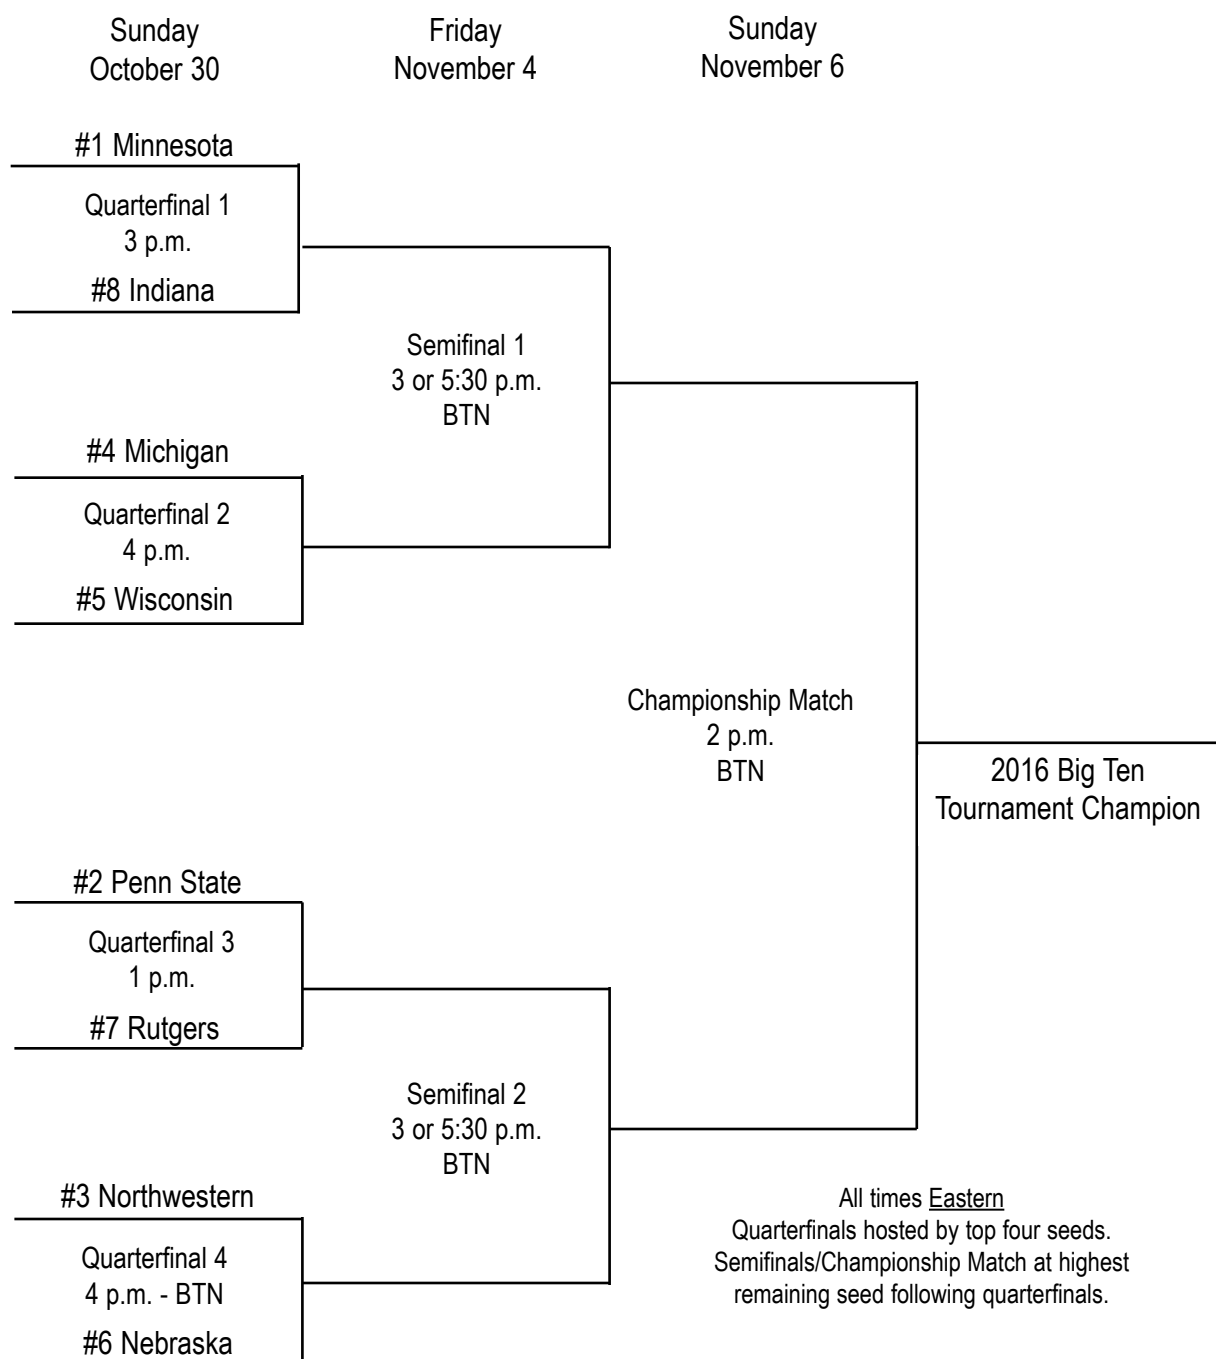 Sunday
October 30
Friday
November 4
Sunday
November 6
#1 Minnesota
Quarterfinal 1
3 p.m.
#8 Indiana
Semifinal 1
3 or 5:30 p.m.
BTN
#4 Michigan
Quarterfinal 2
4 p.m.
#5 Wisconsin
Championship Match
2 p.m.
BTN
2016 Big Ten
Tournament Champion
#2 Penn State
Quarterfinal 3
1 p.m.
#7 Rutgers
Semifinal 2
3 or 5:30 p.m.
BTN
#3 Northwestern
Quarterfinal 4
4 p.m. - BTN
#6 Nebraska
All times Eastern
Quarterfinals hosted by top four seeds.
Semifinals/Championship Match at highest
remaining seed following quarterfinals.